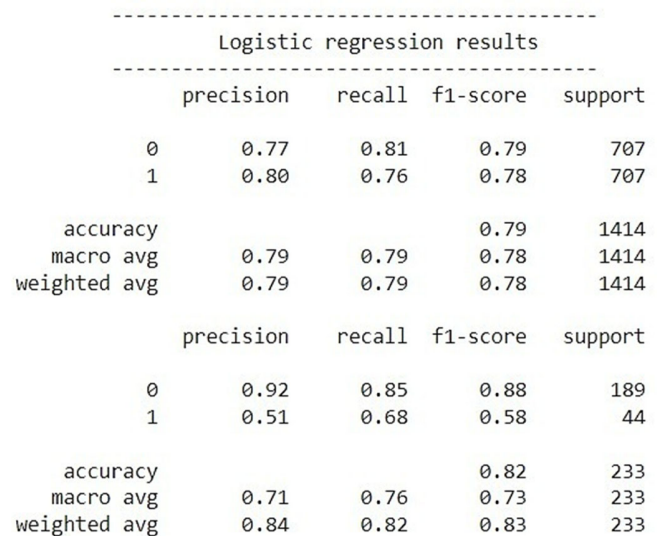 -----------------------------------------
Logistic regression results
-----------------------------------------
precision recall f1-score support
0 0.77 0.81 0.79 707
1 0.80 0.76 0.78 707
accuracy 0.79 1414
macro avg 0.79 0.79 0.78 1414
weighted avg 0.79 0.79 0.78 1414
precision recall f1-score support
0 0.92 0.85 0.88 189
1 0.51 0.68 0.58 44
accuracy 0.82 233
macro avg 0.71 0.76 0.73 233
weighted avg 0.84 0.82 0.83 233